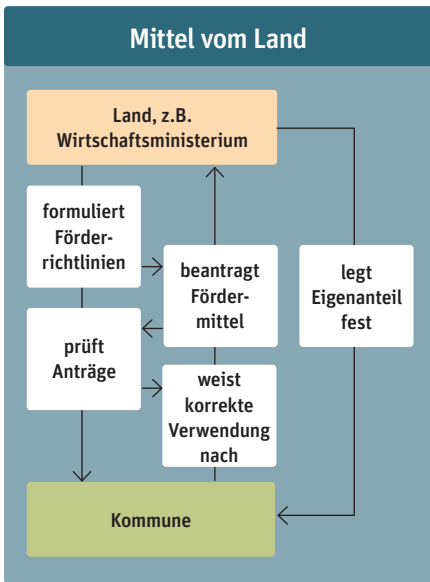 Mittel vom Land
Land, z.B.
Wirtschaftsministerium
formuliert
Förder-
richtlinien
beantragt
Förder-
mittel
legt
Eigenanteil
fest
prüft
Anträge
weist
korrekte
Verwendung
nach
Kommune